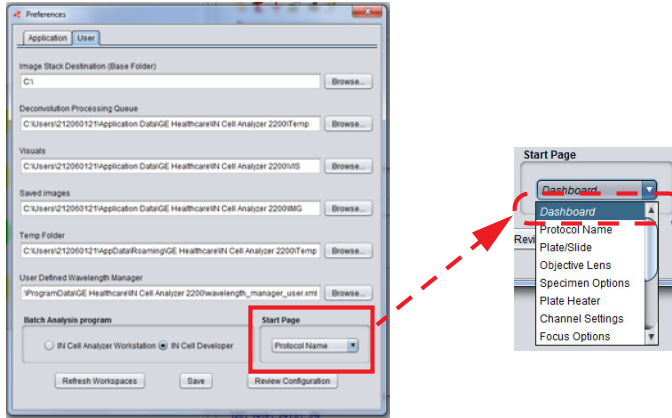 Preferences
Application User
Image Stack Destination (Base Folder)
C:\ Browse...
Deconvolution Processing Queue
C:\Users\212060121\Application Data\GE Healthcare\IN Cell Analyzer 2200\Temp Browse...
Visuals
C:\Users\212060121\Application Data\GE Healthcare\IN Cell Analyzer 2200\VIS Browse...
Saved images
C:\Users\212060121\Application Data\GE Healthcare\IN Cell Analyzer 2200\IMG Browse...
Temp Folder
C:\Users\212060121\AppData\Roaming\GE Healthcare\IN Cell Analyzer 2200\Temp Browse...
User Defined Wavelength Manager
:\ProgramData\GE Healthcare\IN Cell Analyzer 2200\wavelength_manager_user.xml Browse...
Batch Analysis program Start Page
IN Cell Analyzer Workstation IN Cell Developer Protocol Name
Refresh Workspaces Save Review Configuration
Start Page
Dashboard
Dashboard
Protocol Name
Revi
Plate/Slide
Objective Lens
Specimen Options
Plate Heater
Channel Settings
Focus Options